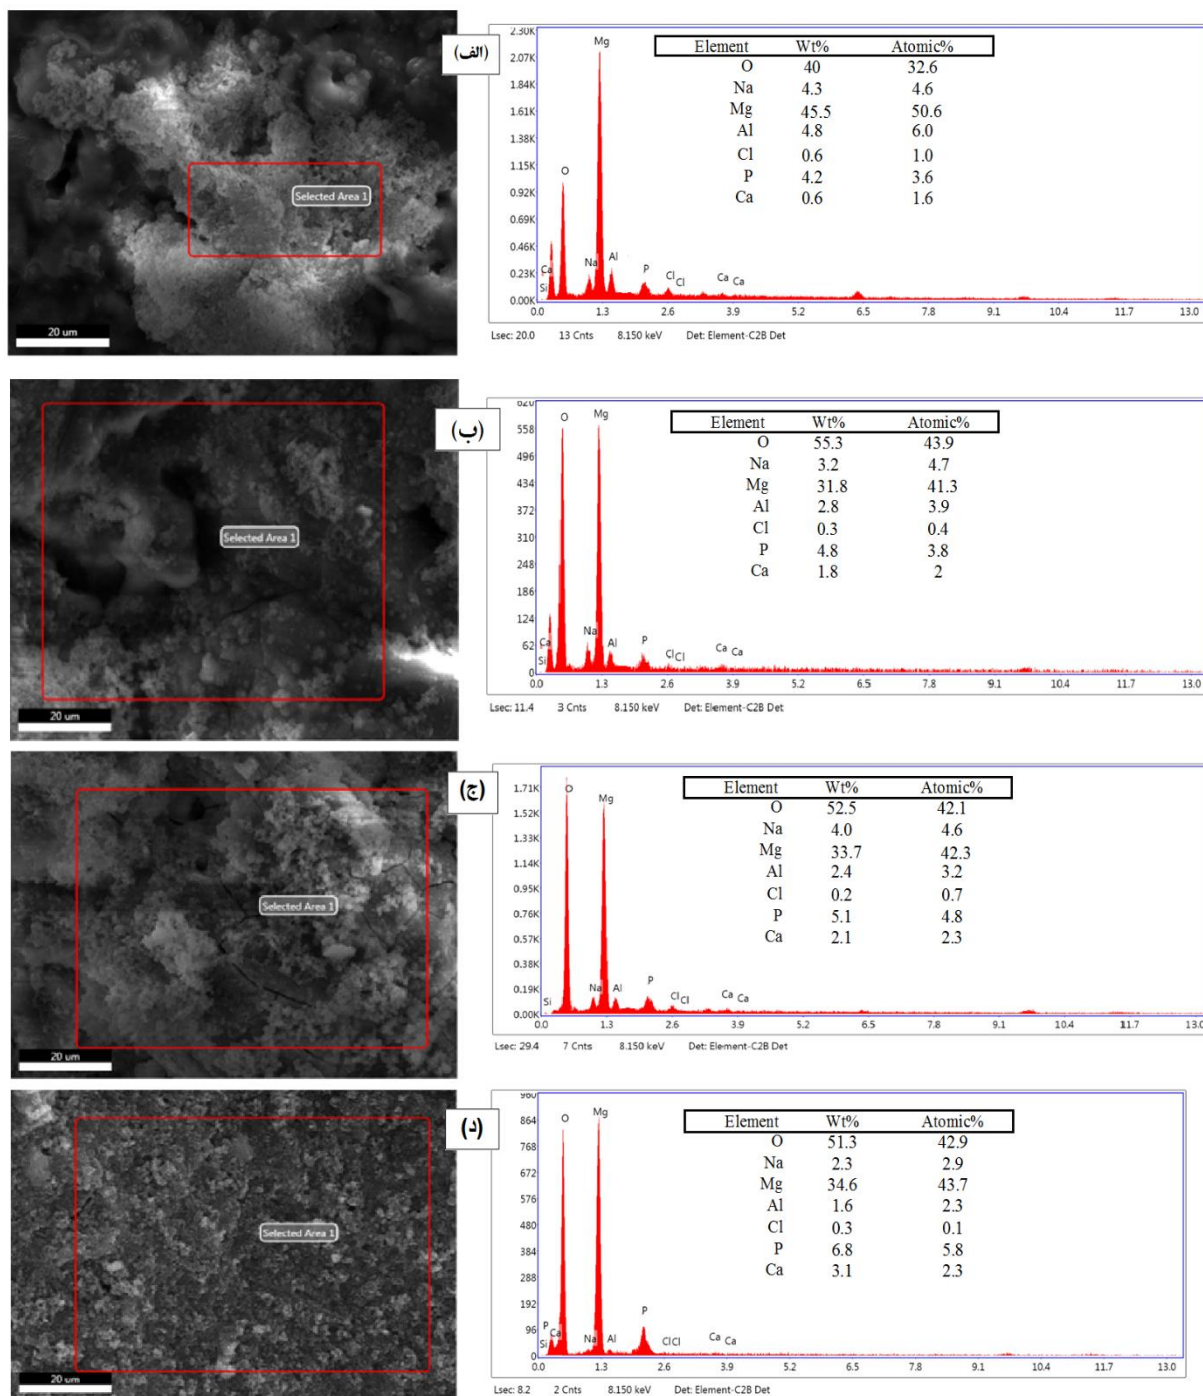 (الف)
Selected Area 1
20 um
2.30K
2.07K
1.84K
1.61K
1.38K
1.15K
0.92K
0.69K
0.46K
0.23K
0.00K
Element Wt% Atomic%
O 40 32.6
Na 4.3 4.6
Mg 45.5 50.6
Al 4.8 6.0
Cl 0.6 1.0
P 4.2 3.6
Ca 0.6 1.6
Mg
O
Ca
Si
Na
Al
P
Cl
Cl
Ca
Ca
0.0 1.3 2.6 3.9 5.2 6.5 7.8 9.1 10.4 11.7 13.0
Lsec: 20.0 13 Cnts 8.150 keV Det: Element-C2B Det
(ب)
Selected Area 1
20 um
620
558
496
434
372
310
248
186
124
62
0
Element Wt% Atomic%
O 55.3 43.9
Na 3.2 4.7
Mg 31.8 41.3
Al 2.8 3.9
Cl 0.3 0.4
P 4.8 3.8
Ca 1.8 2
O
Mg
Ca
Si
Na
Al
P
Cl
Cl
Ca
Ca
0.0 1.3 2.6 3.9 5.2 6.5 7.8 9.1 10.4 11.7 13.0
Lsec: 11.4 3 Cnts 8.150 keV Det: Element-C2B Det
(ج)
Selected Area 1
20 um
1.71K
1.52K
1.33K
1.14K
0.95K
0.76K
0.57K
0.38K
0.19K
0.00K
Element Wt% Atomic%
O 52.5 42.1
Na 4.0 4.6
Mg 33.7 42.3
Al 2.4 3.2
Cl 0.2 0.7
P 5.1 4.8
Ca 2.1 2.3
O
Mg
Si
Na
Al
P
Cl
Cl
Ca
Ca
0.0 1.3 2.6 3.9 5.2 6.5 7.8 9.1 10.4 11.7 13.0
Lsec: 29.4 7 Cnts 8.150 keV Det: Element-C2B Det
(د)
Selected Area 1
20 um
960
864
768
672
576
480
384
288
192
96
0
Element Wt% Atomic%
O 51.3 42.9
Na 2.3 2.9
Mg 34.6 43.7
Al 1.6 2.3
Cl 0.3 0.1
P 6.8 5.8
Ca 3.1 2.3
O
Mg
P
Ca
Si
Na
Al
P
Cl
Cl
Ca
Ca
0.0 1.3 2.6 3.9 5.2 6.5 7.8 9.1 10.4 11.7 13.0
Lsec: 8.2 2 Cnts 8.150 keV Det: Element-C2B Det